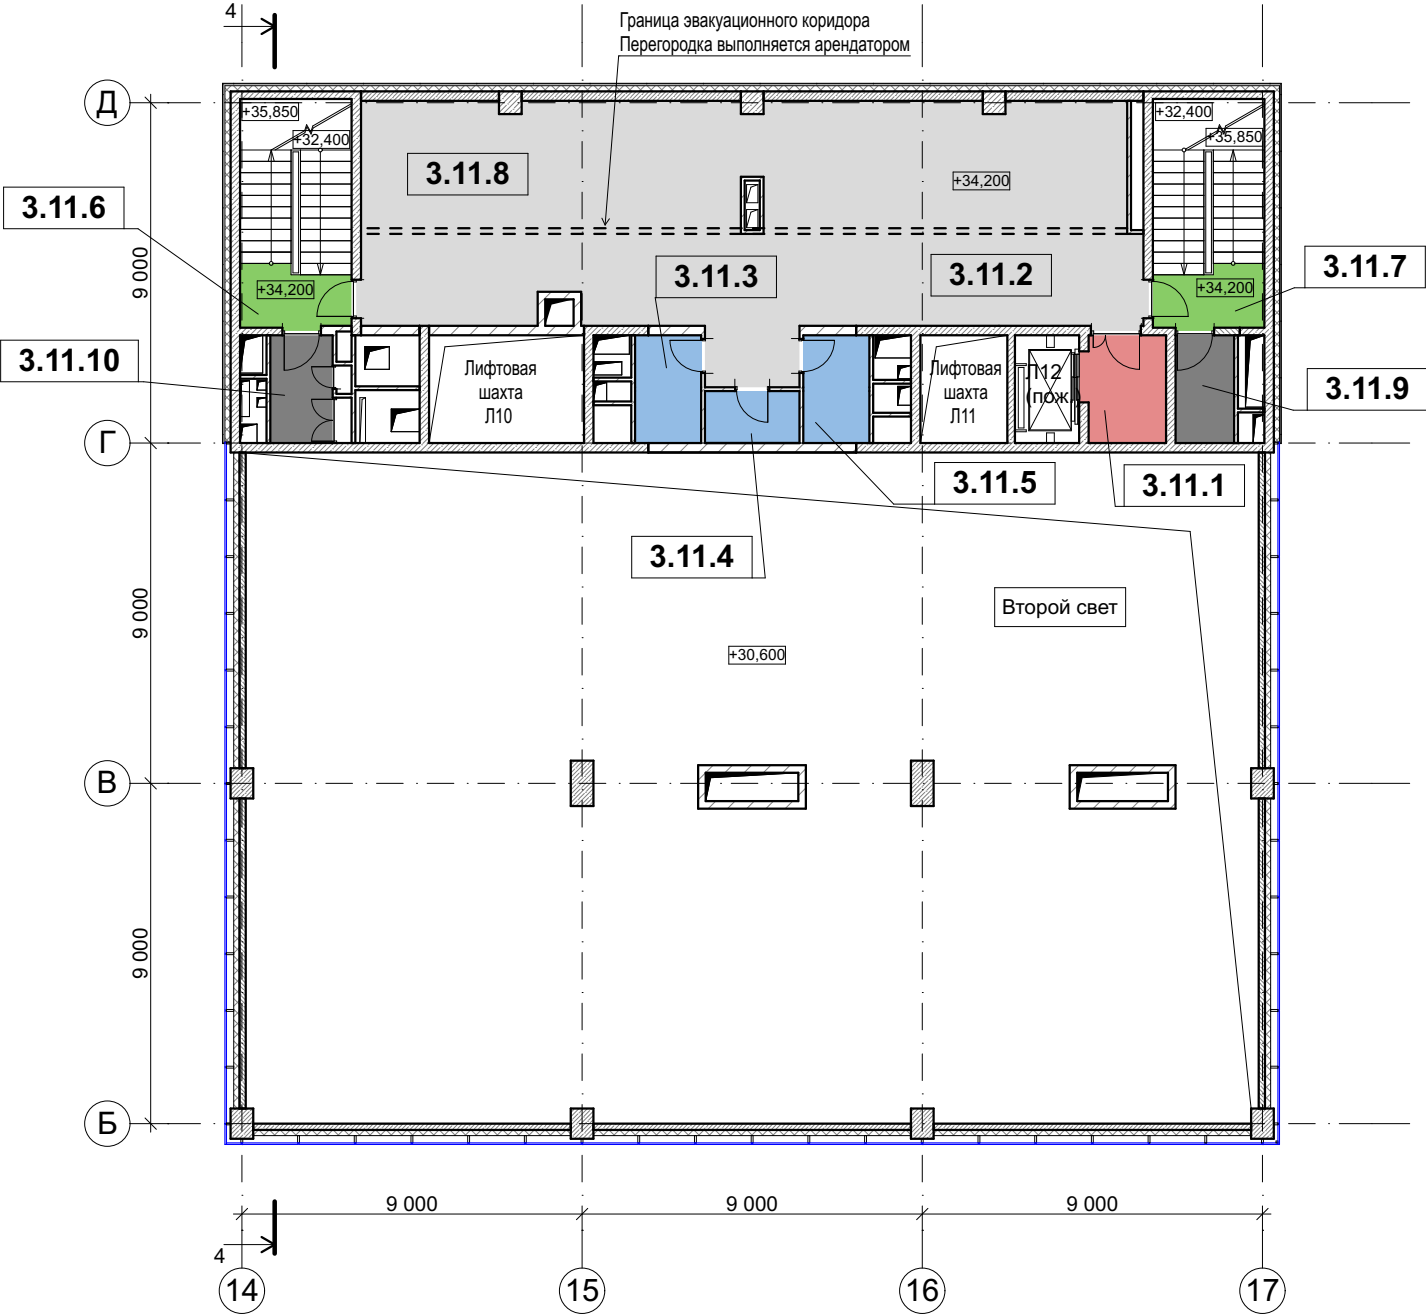 4
Граница эвакуационного коридора
Перегородка выполняется арендатором
Д
+35,850
+32,400
+32,400
+35,850
3.11.8
+34,200
3.11.6
9 000
3.11.3
3.11.2
3.11.7
+34,200
+34,200
3.11.10
Лифтовая
шахта
Л10
Лифтовая
шахта
Л11
Л12
(пож.)
3.11.9
Г
3.11.5
3.11.1
3.11.4
9 000
Второй свет
+30,600
В
9 000
Б
9 000
9 000
9 000
4
14
15
16
17